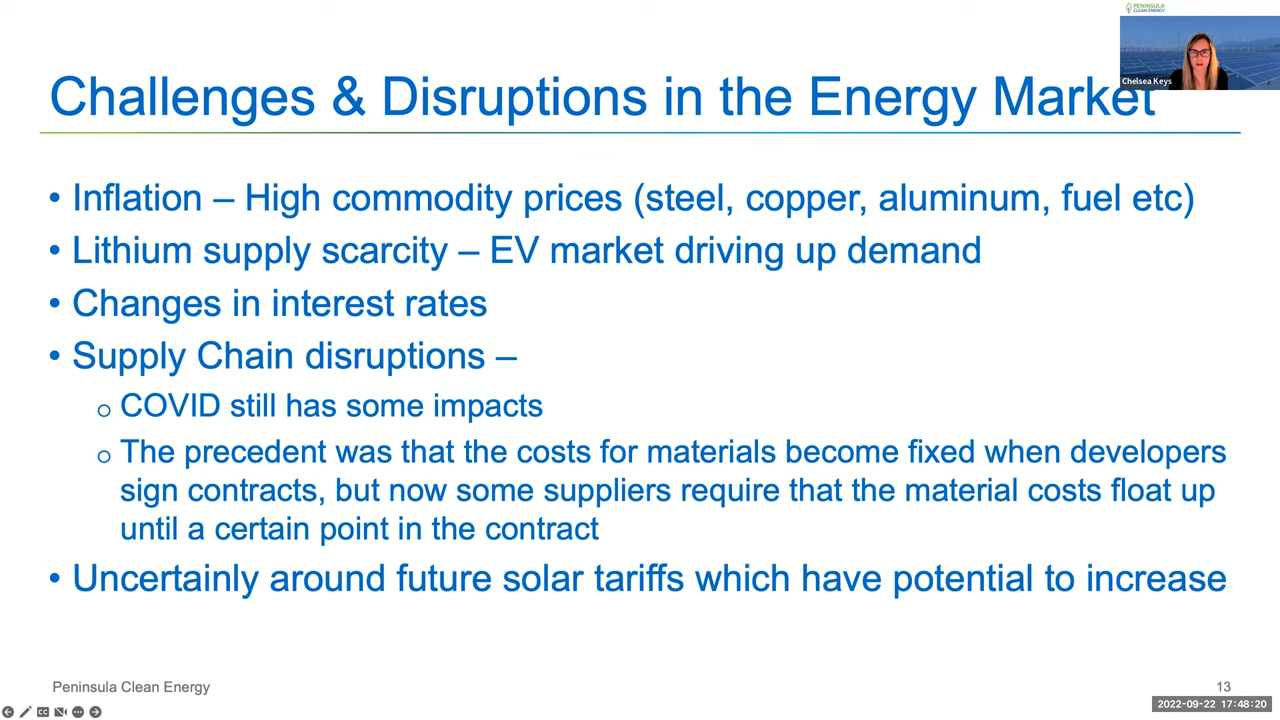 PENINSULA
CLEAN ENERGY
Chelsea Keys
Challenges & Disruptions in the Energy Market
• Inflation – High commodity prices (steel, copper, aluminum, fuel etc)
• Lithium supply scarcity – EV market driving up demand
• Changes in interest rates
• Supply Chain disruptions –
o COVID still has some impacts
o The precedent was that the costs for materials become fixed when developers
sign contracts, but now some suppliers require that the material costs float up
until a certain point in the contract
• Uncertainly around future solar tariffs which have potential to increase
Peninsula Clean Energy
13
2022-09-22 17:48:20
CC